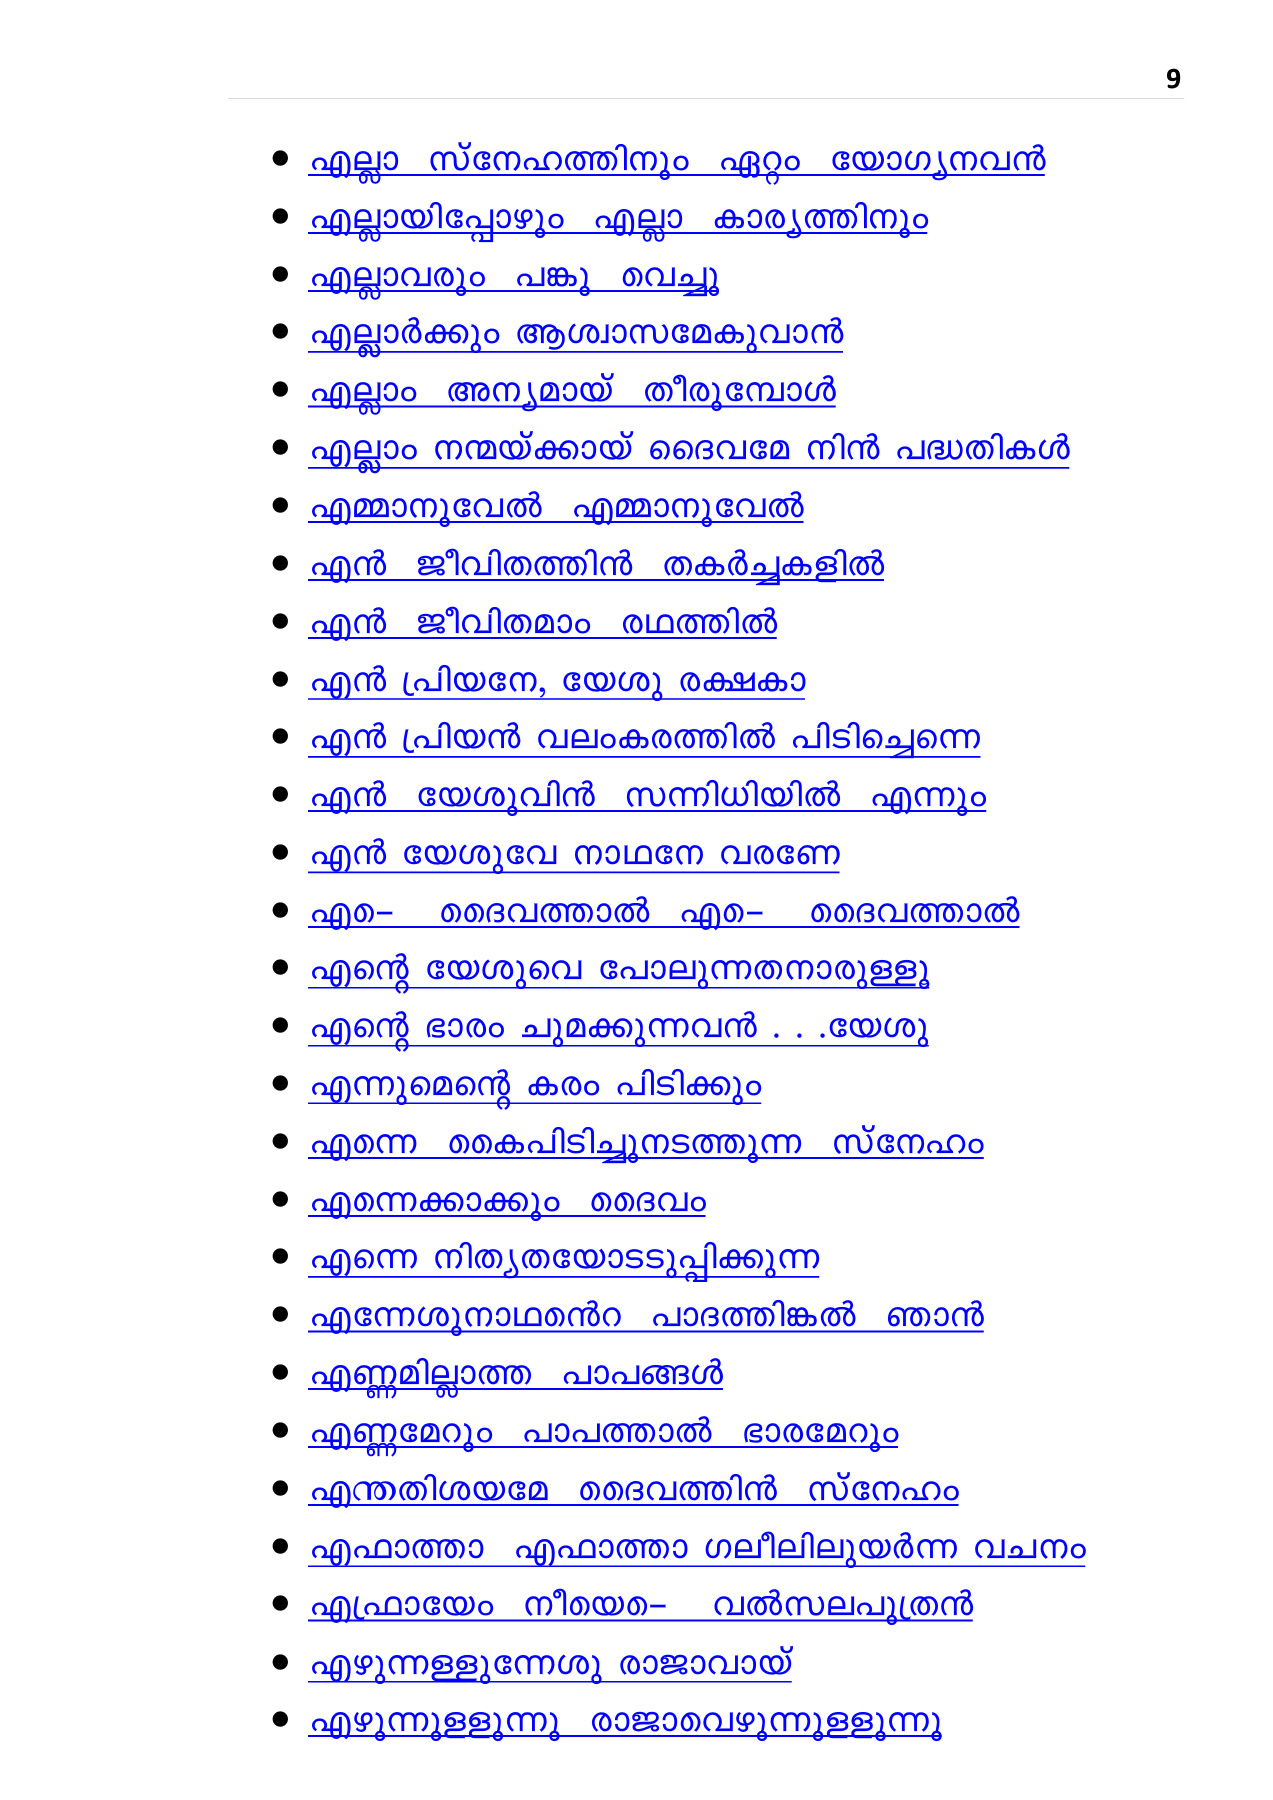 9
എല്ലാ സ്നേഹത്തിനും ഏറ്റം യോഗ്യനവൻ
എല്ലായിപ്പോഴും എല്ലാ കാര്യത്തിനും
എല്ലാവരും പങ്കു വെച്ചു
എല്ലാർക്കും ആശ്വാസമേകുവാൻ
എല്ലാം അന്യമായ് തീരുമ്പോൾ
എല്ലാം നന്മയ്ക്കായ് ദൈവമേ നിൻ പദ്ധതികൾ
എമ്മാനുവേൽ എമ്മാനുവേൽ
എൻ ജീവിതത്തിൻ തകർച്ചകളിൽ
എൻ ജീവിതമാം രഥത്തിൽ
എൻ പ്രിയനേ, യേശു രക്ഷകാ
എൻ പ്രിയൻ വലംകരത്തിൽ പിടിച്ചെന്നെ
എൻ യേശുവിൻ സന്നിധിയിൽ എന്നും
എൻ യേശുവേ നാഥനേ വരണേ
എെ– ദൈവത്താൽ എെ– ദൈവത്താൽ
എന്റെ യേശുവെ പോലുന്നതനാരുള്ളൂ
എന്റെ ഭാരം ചുമക്കുന്നവൻ . . .യേശു
എന്നുമെന്റെ കരം പിടിക്കും
എന്നെ കൈപിടിച്ചുനടത്തുന്ന സ്നേഹം
എന്നെക്കാക്കും ദൈവം
എന്നെ നിത്യതയോടടുപ്പിക്കുന്ന
എന്നേശുനാഥൻെറ പാദത്തിങ്കൽ ഞാൻ
എണ്ണമില്ലാത്ത പാപങ്ങൾ
എണ്ണമേറും പാപത്താൽ ഭാരമേറും
എന്തതിശയമേ ദൈവത്തിൻ സ്നേഹം
എഫാത്താ എഫാത്താ ഗലീലിലുയർന്ന വചനം
എഫ്രായേം നീയെെ– വൽസലപുത്രൻ
എഴുന്നള്ളുന്നേശു രാജാവായ്
എഴുന്നുള്ളുന്നു രാജാവെഴുന്നുള്ളുന്നു